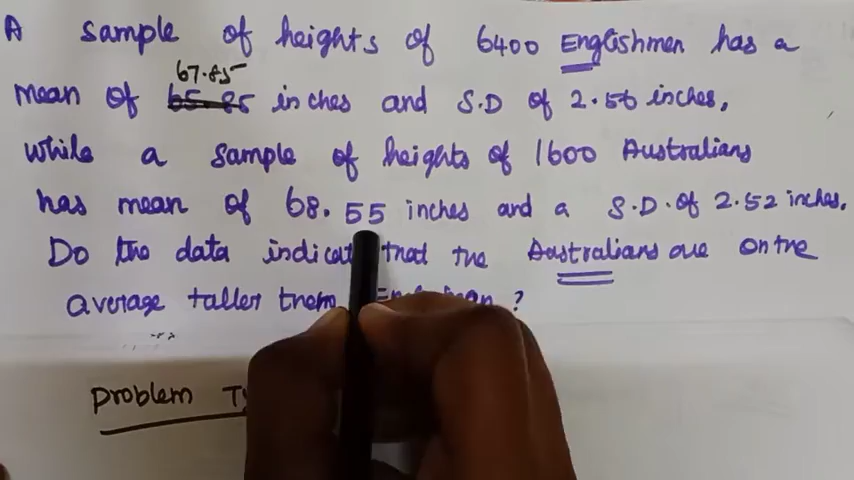 A sample of heights of 6400 Englishmen has a
67.85
mean of 65.85 inches and S.D of 2.56 inches,
while a sample of heights of 1600 Australians
has mean of 68.55 inches and a S.D. of 2.52 inches.
Do the data that the Australians are on the
average taller ?
Problem